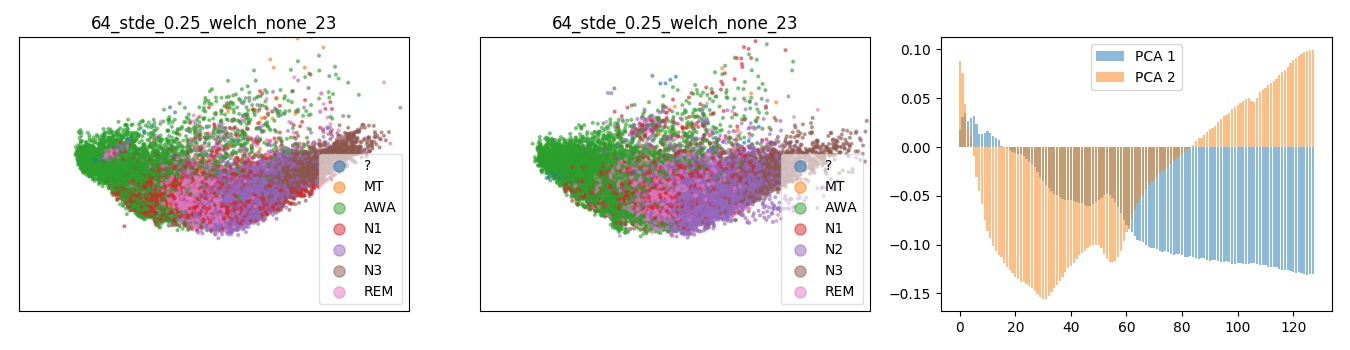 64_stde_0.25_welch_none_23
?
MT
AWA
N1
N2
N3
REM
64_stde_0.25_welch_none_23
?
MT
AWA
N1
N2
N3
REM
PCA 1
PCA 2
0.10
0.05
0.00
−0.05
−0.10
−0.15
0 20 40 60 80 100 120